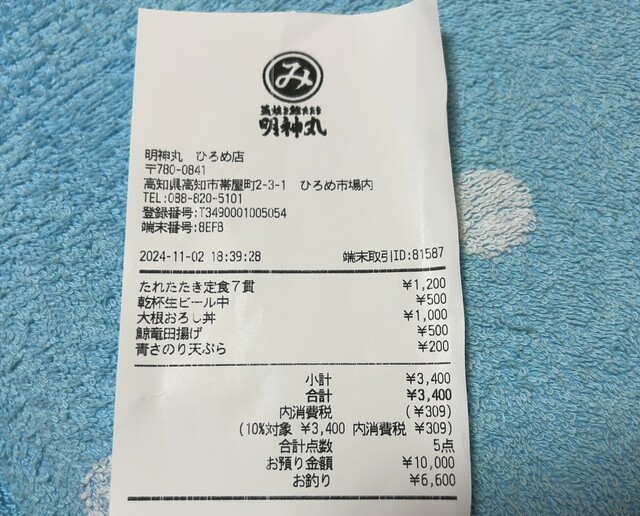 み
藁焼き鰹たたき
明神丸
明神丸 ひろめ店
〒780-0841
高知県高知市帯屋町2-3-1 ひろめ市場内
TEL:088-820-5101
登録番号:T3490001005054
端末番号:8EFB
2024-11-02 18:39:28 端末取引ID:81587
たれたたき定食7貫 ¥1,200
乾杯生ビール中 ¥500
大根おろし丼 ¥1,000
鯨竜田揚げ ¥500
青さのり天ぷら ¥200
小計 ¥3,400
合計 ¥3,400
内消費税 (¥309)
(10%対象 ¥3,400 内消費税 ¥309)
合計点数 5点
お預り金額 ¥10,000
お釣り ¥6,600